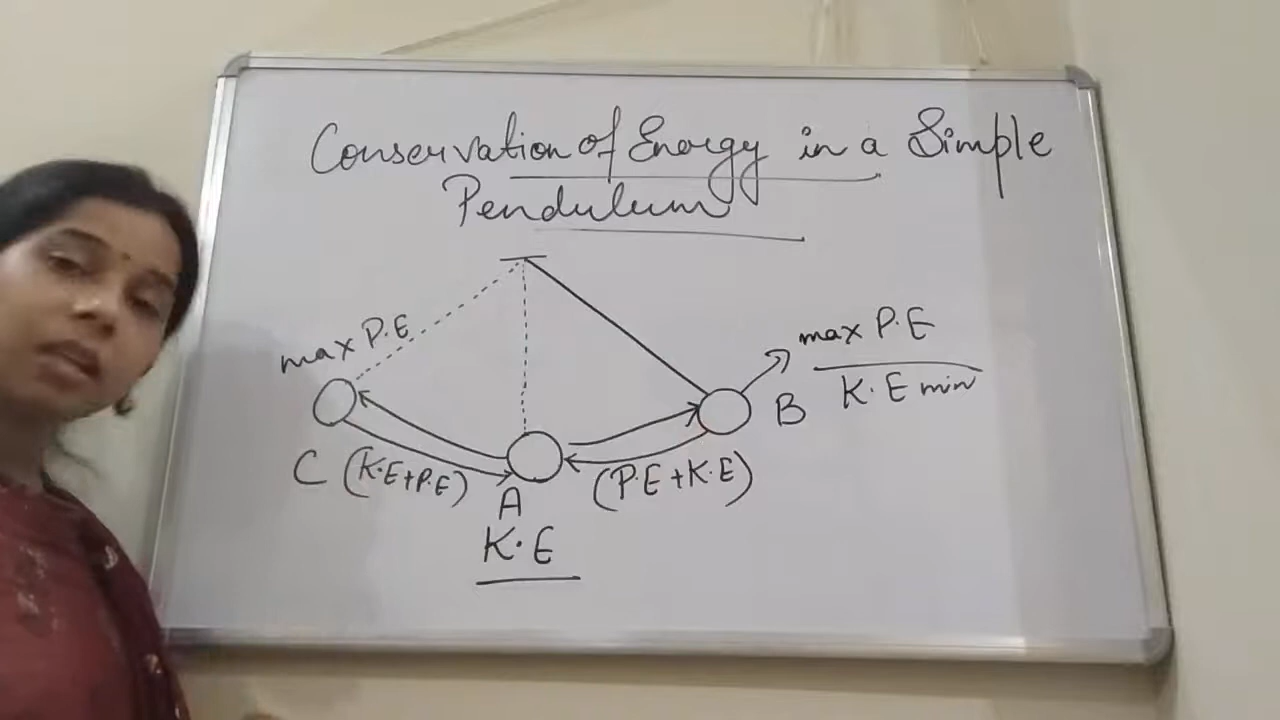 Conservation of Energy in a Simple
Pendulum
max P.E
max P.E
K.E min
B
C (K.E+P.E)
A
(P.E+K.E)
K.E